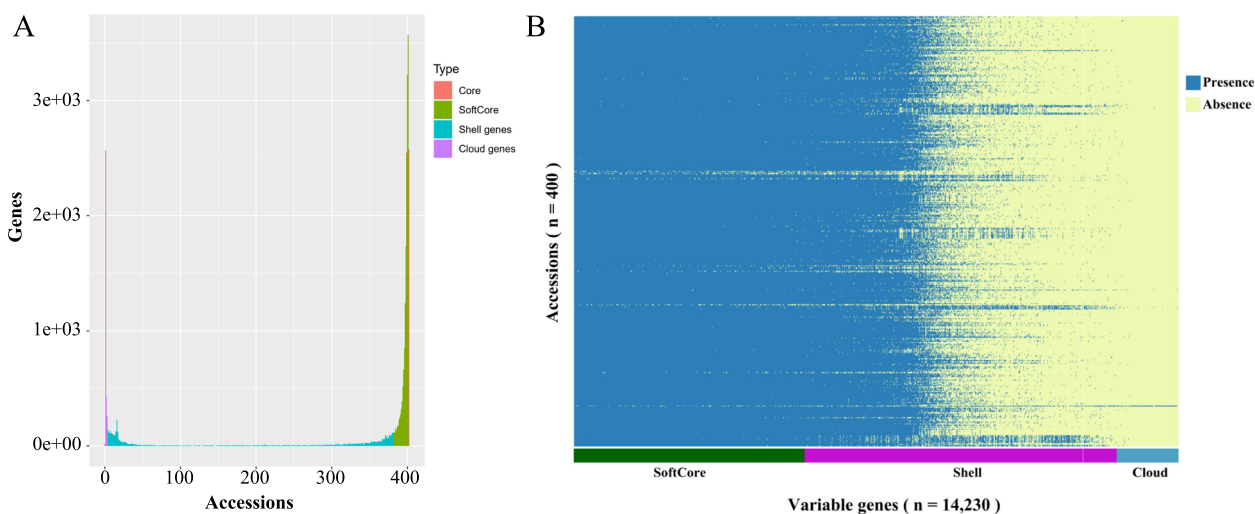 A
Genes
3e+03
2e+03
1e+03
0e+00
0 100 200 300 400
Accessions
Type
Core
SoftCore
Shell genes
Cloud genes
B
Accessions ( n = 400 )
Presence
Absence
SoftCore Shell Cloud
Variable genes ( n = 14,230 )